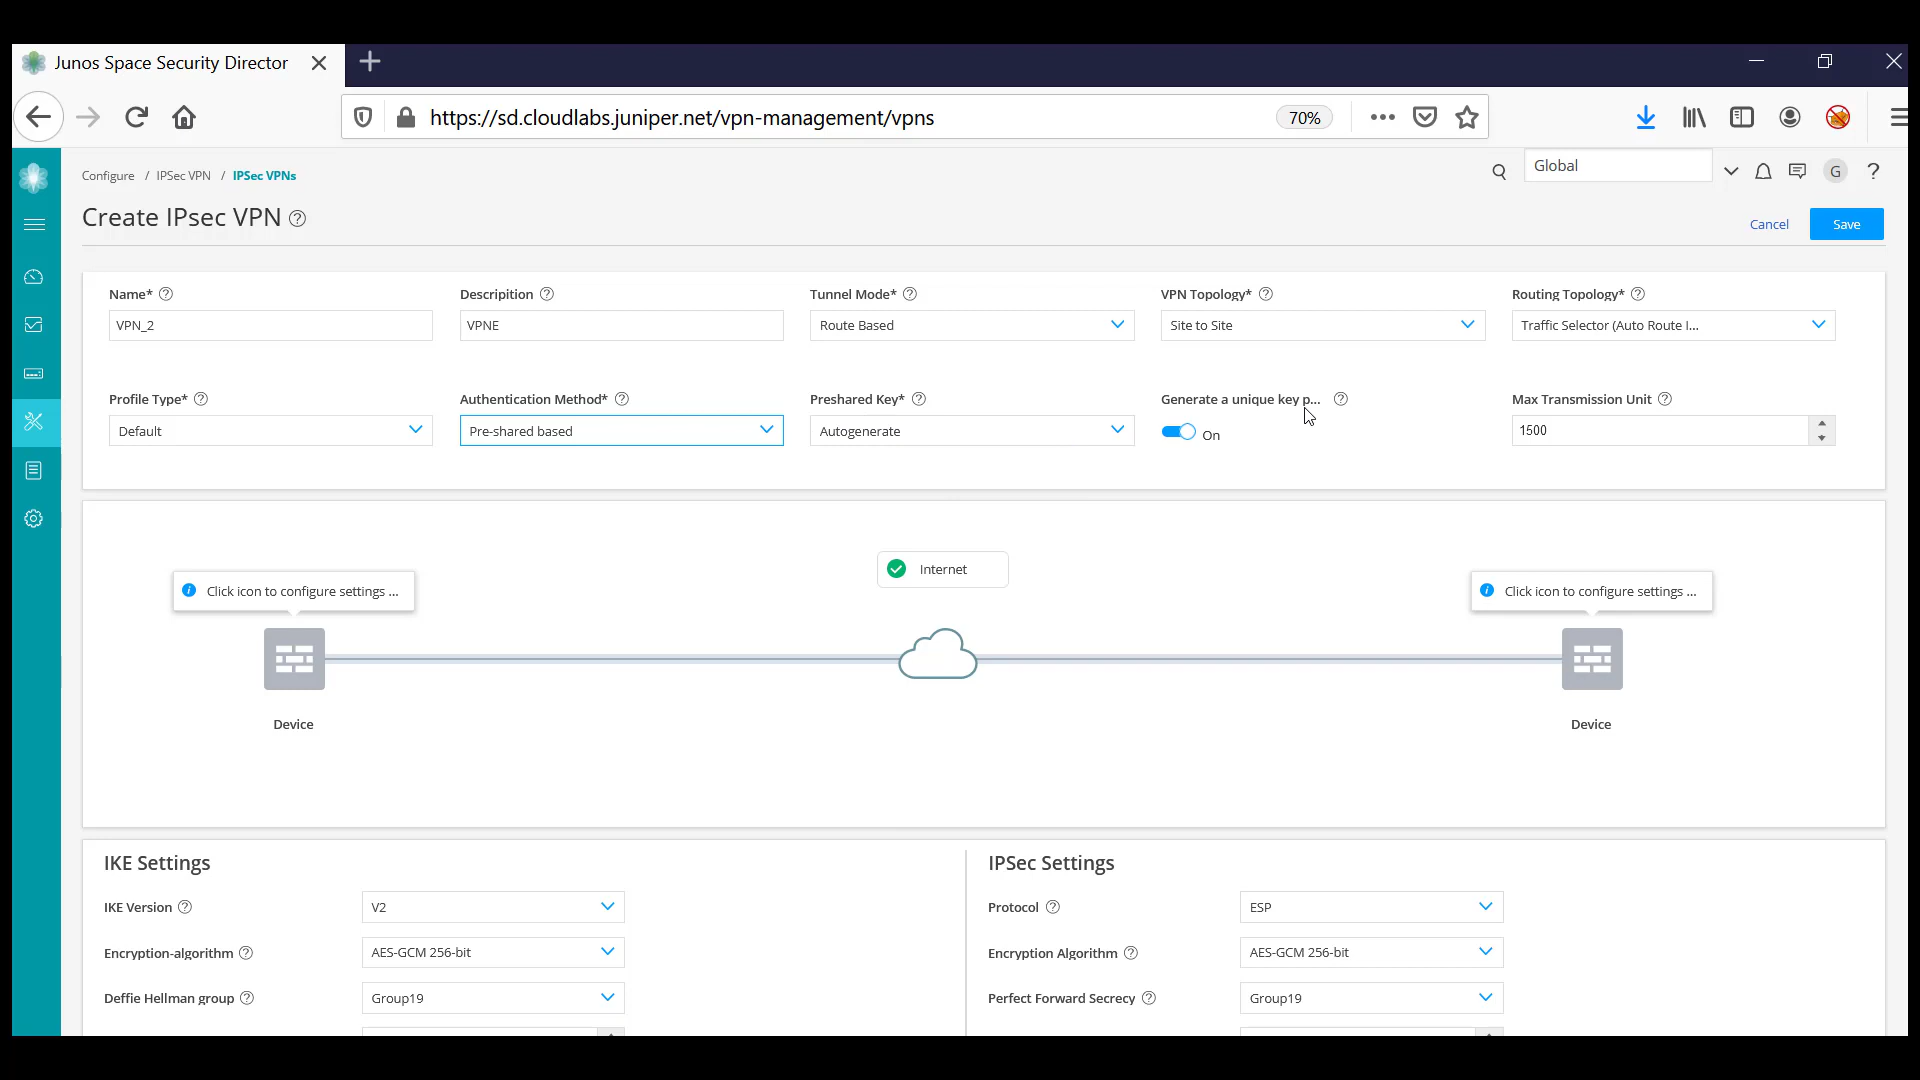 Junos Space Security Director
https://sd.cloudlabs.juniper.net/vpn-management/vpns
70%
Configure / IPSec VPN / IPSec VPNs
Global
G
?
Create IPsec VPN ?
Cancel
Save
Name* ?
Descripition ?
Tunnel Mode* ?
VPN Topology* ?
Routing Topology* ?
VPN_2
VPNE
Route Based
Site to Site
Traffic Selector (Auto Route I...
Profile Type* ?
Authentication Method* ?
Preshared Key* ?
Generate a unique key p... ?
Max Transmission Unit ?
Default
Pre-shared based
Autogenerate
On
1500
Internet
Click icon to configure settings ...
Click icon to configure settings ...
Device
Device
IKE Settings
IPSec Settings
IKE Version ?
V2
Protocol ?
ESP
Encryption-algorithm ?
AES-GCM 256-bit
Encryption Algorithm ?
AES-GCM 256-bit
Deffie Hellman group ?
Group19
Perfect Forward Secrecy ?
Group19